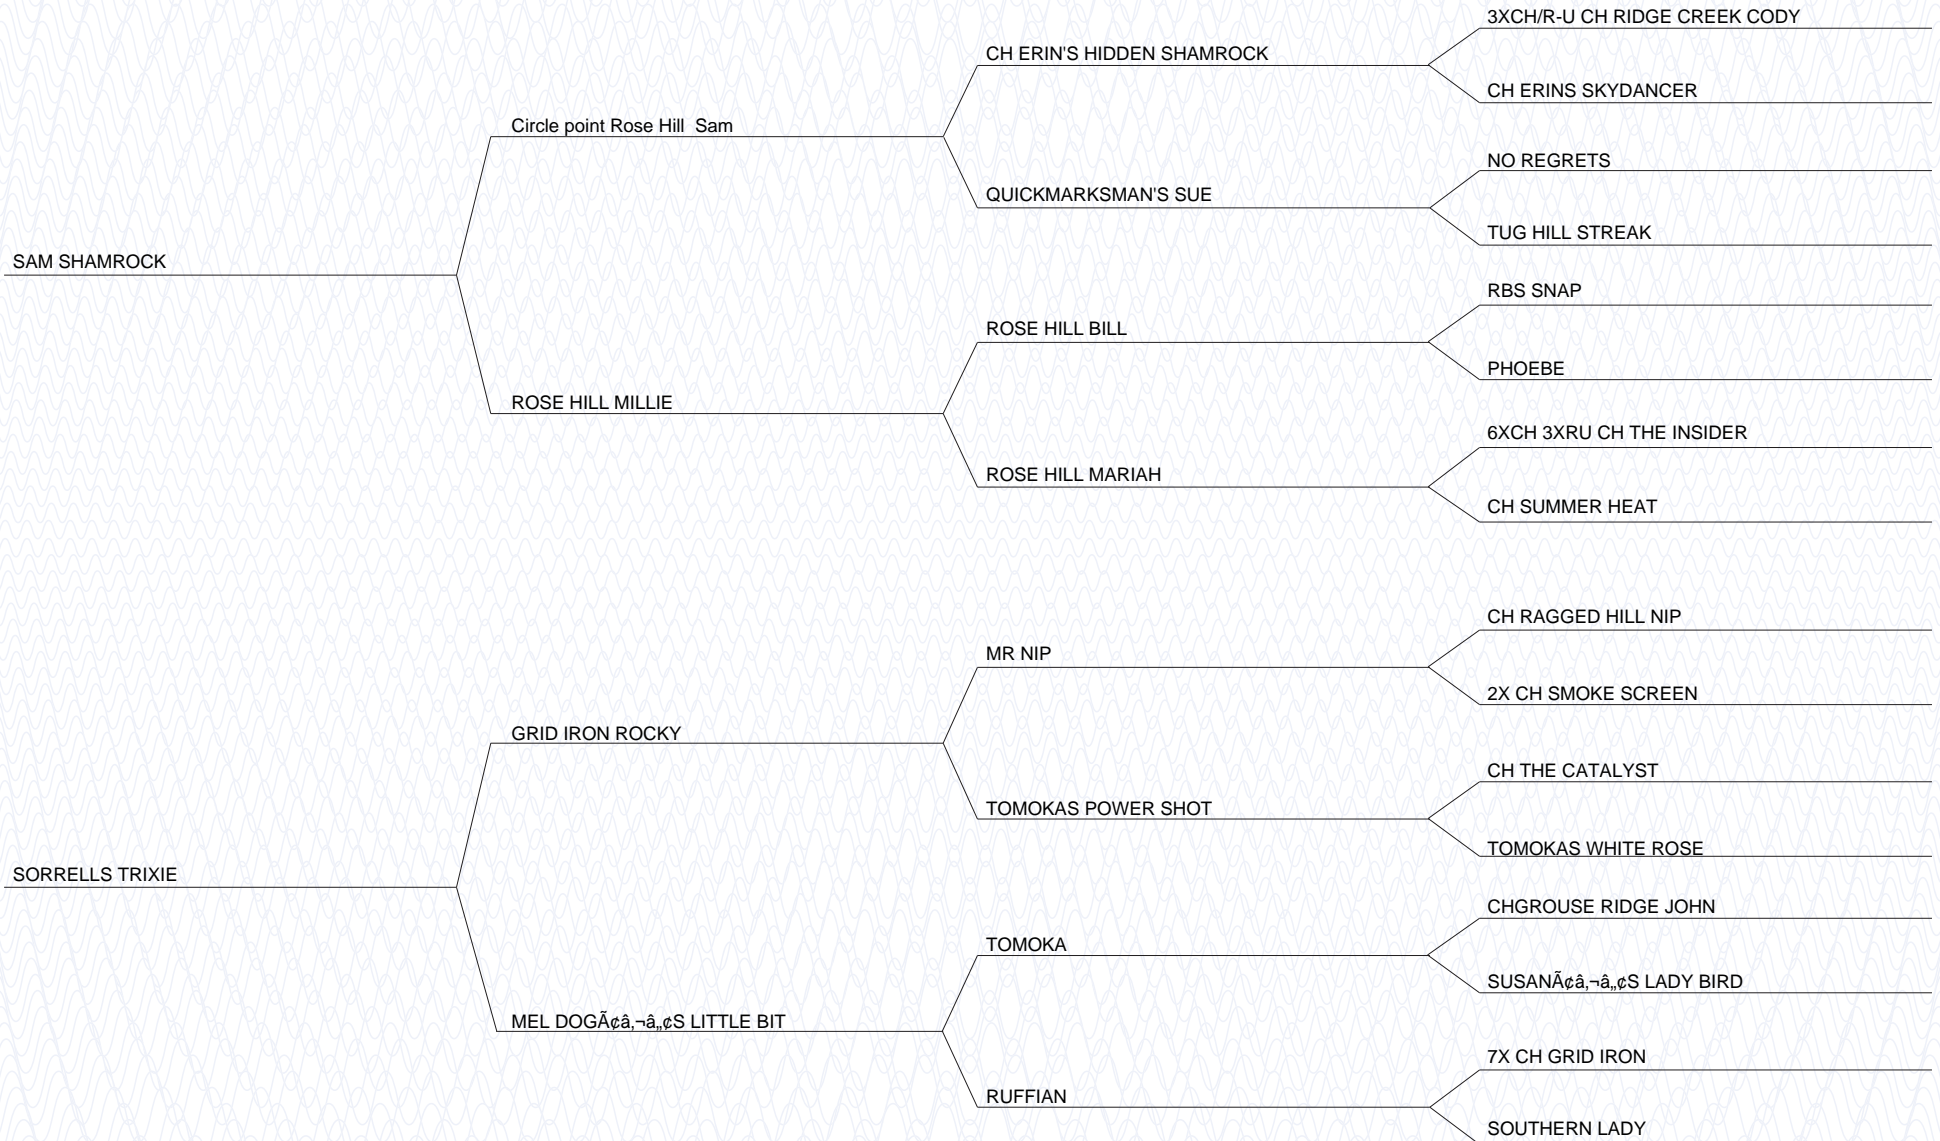 3XCH/R-U CH RIDGE CREEK CODY
CH ERIN'S HIDDEN SHAMROCK
CH ERINS SKYDANCER
Circle point Rose Hill  Sam
NO REGRETS
QUICKMARKSMAN'S SUE
TUG HILL STREAK
SAM SHAMROCK
RBS SNAP
ROSE HILL BILL
PHOEBE
ROSE HILL MILLIE
6XCH 3XRU CH THE INSIDER
ROSE HILL MARIAH
CH SUMMER HEAT
CH RAGGED HILL NIP
MR NIP
2X CH SMOKE SCREEN
GRID IRON ROCKY
CH THE CATALYST
TOMOKAS POWER SHOT
TOMOKAS WHITE ROSE
SORRELLS TRIXIE
CHGROUSE RIDGE JOHN
TOMOKA
SUSANÃ¢â‚¬â„¢S LADY BIRD
MEL DOGÃ¢â‚¬â„¢S LITTLE BIT
7X CH GRID IRON
RUFFIAN
SOUTHERN LADY